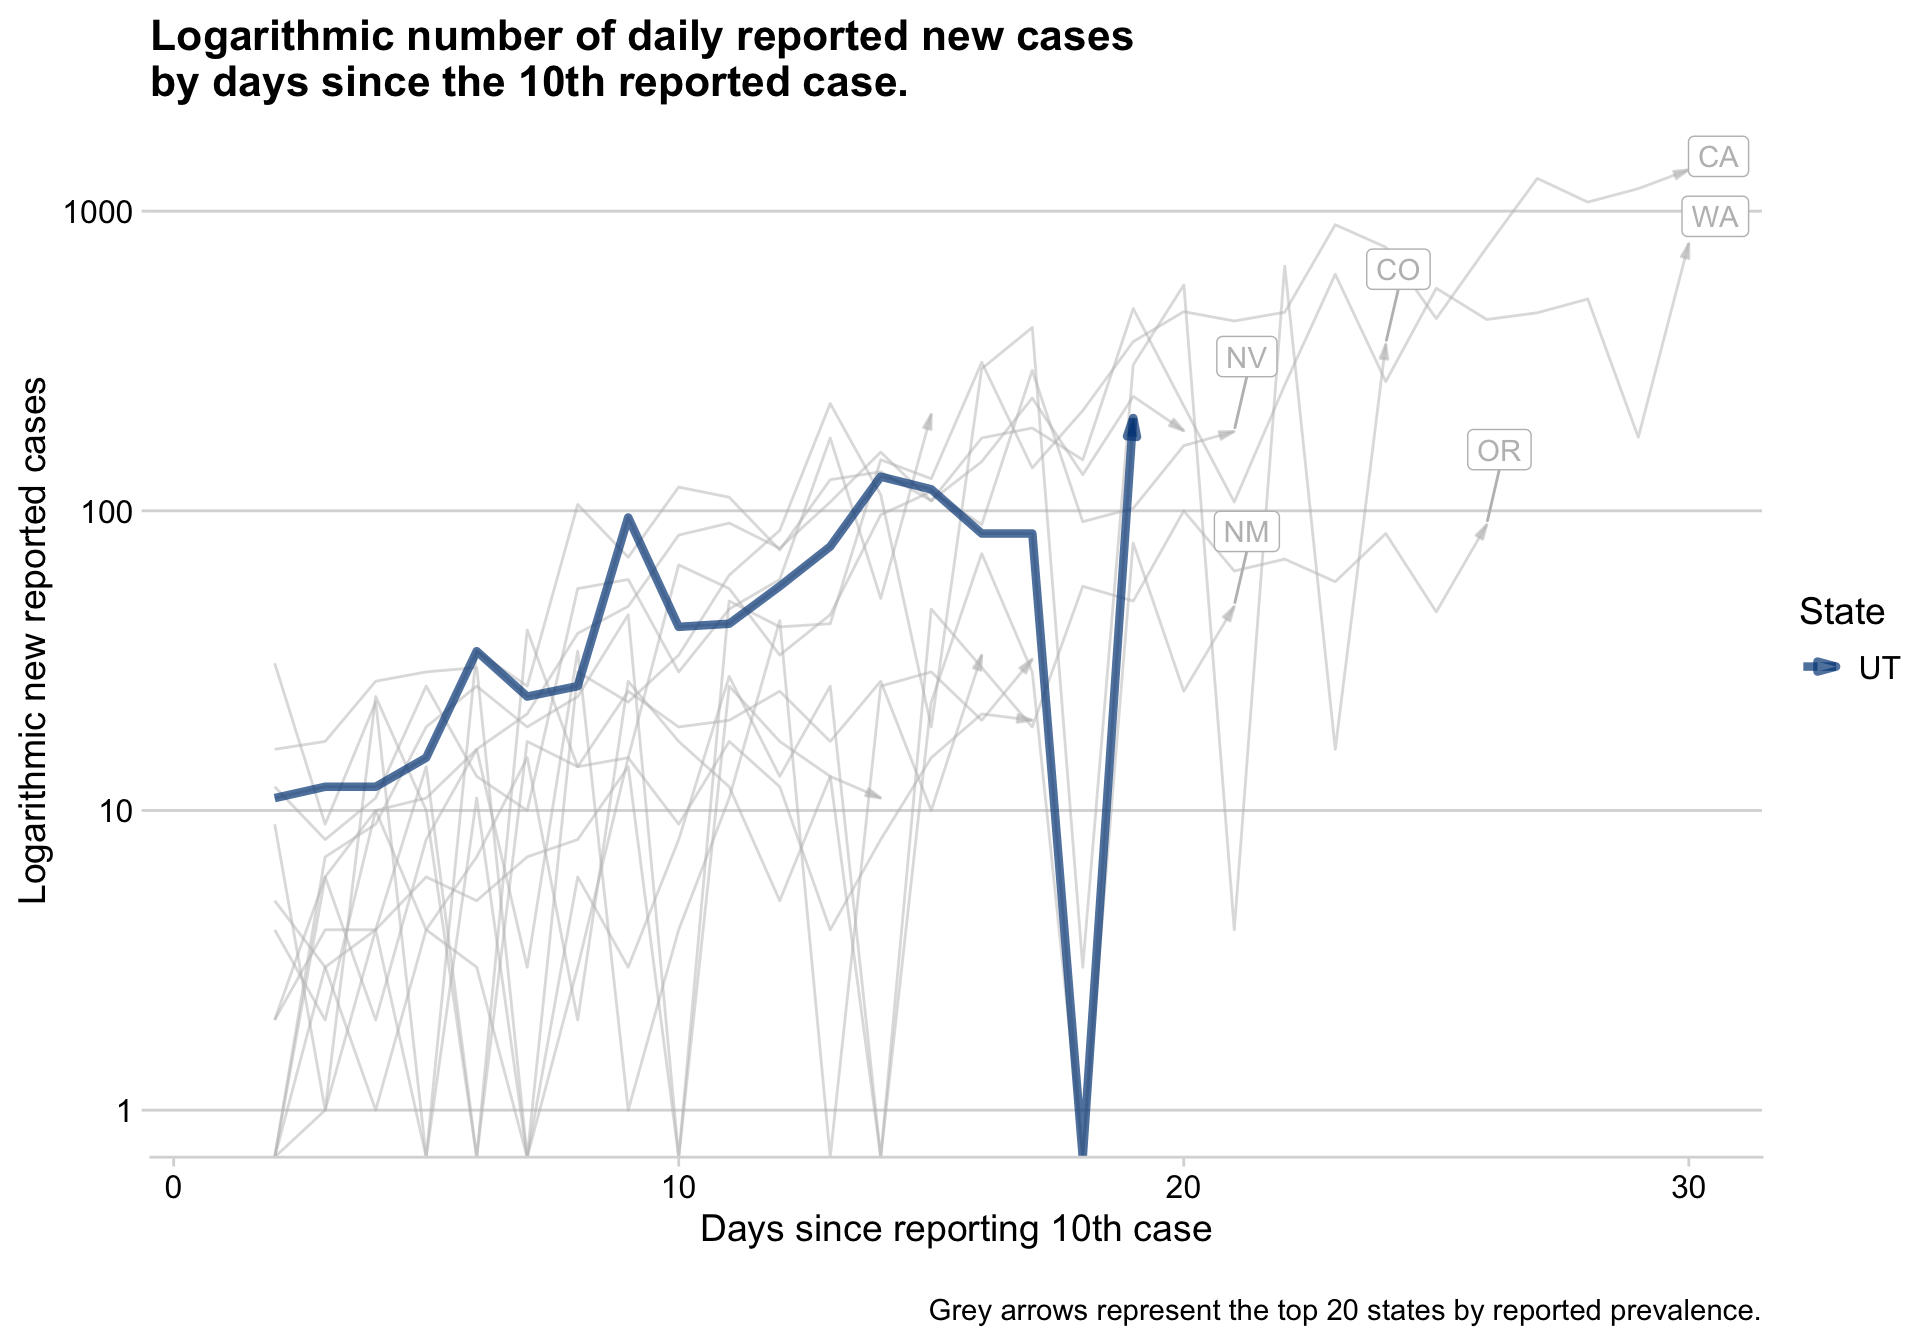 Logarithmic number of daily reported new cases
by days since the 10th reported case.
Logarithmic new reported cases
1000
100
10
1
CA
WA
CO
NV
OR
NM
State
UT
0
10
20
30
Days since reporting 10th case
Grey arrows represent the top 20 states by reported prevalence.